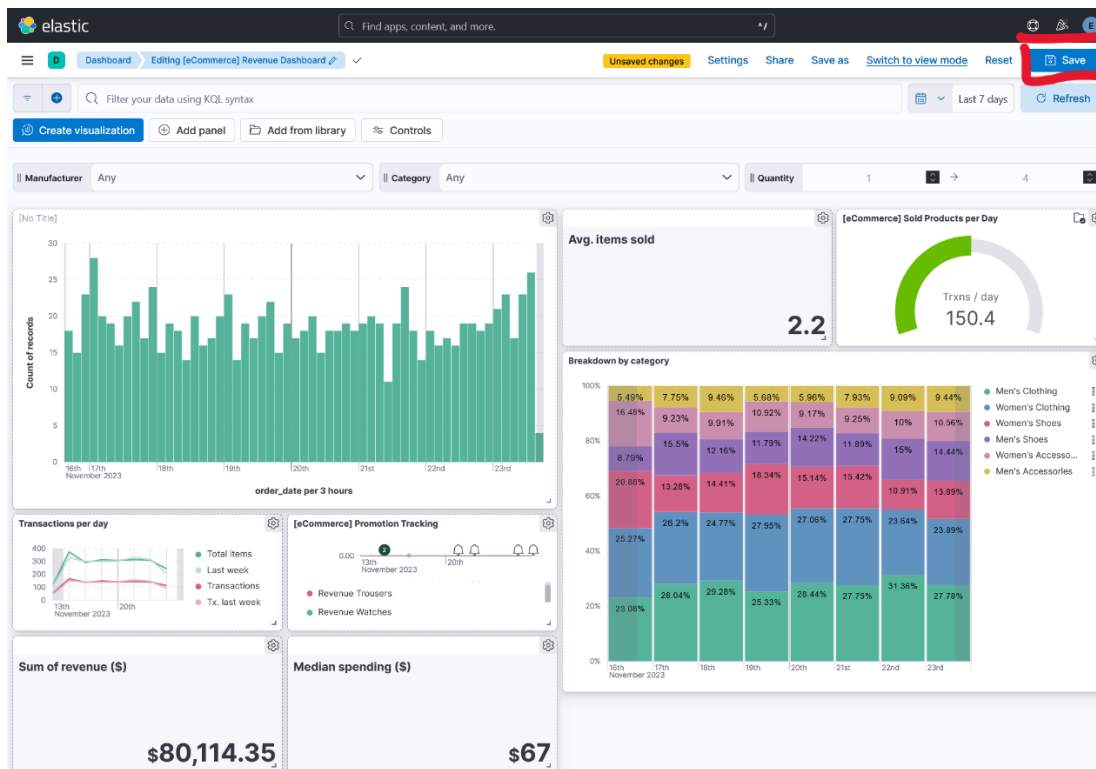 elastic
Find apps, content, and more.
^/
E
D
Dashboard
Editing [eCommerce] Revenue Dashboard
Unsaved changes
Settings
Share
Save as
Switch to view mode
Reset
Save
Filter your data using KQL syntax
Last 7 days
Refresh
Create visualization
Add panel
Add from library
Controls
Manufacturer
Any
Category
Any
Quantity
1
→
4
[No Title]
30
25
20
15
10
5
0
Count of records
16th
17th
18th
19th
20th
21st
22nd
23rd
November 2023
order_date per 3 hours
Avg. items sold
2.2
[eCommerce] Sold Products per Day
Trxns / day
150.4
Breakdown by category
100%
80%
60%
40%
20%
0%
5.49% 7.75% 9.46% 5.68% 5.96% 7.93% 9.09% 9.44%
16.48% 9.23% 9.91% 10.92% 9.17% 9.25% 10% 10.56%
8.79% 15.5% 12.16% 11.79% 14.22% 11.89% 15% 14.44%
20.88% 13.28% 14.41% 18.34% 15.14% 15.42% 10.91% 13.89%
25.27% 26.2% 24.77% 27.95% 27.06% 27.75% 23.64% 23.89%
23.08% 28.04% 29.28% 25.33% 28.44% 27.75% 31.36% 27.78%
16th 17th 18th 19th 20th 21st 22nd 23rd
November 2023
Men's Clothing
Women's Clothing
Women's Shoes
Men's Shoes
Women's Accesso...
Men's Accessories
Transactions per day
400
300
200
100
0
13th
20th
November 2023
Total items
Last week
Transactions
Tx. last week
[eCommerce] Promotion Tracking
0.00
2
13th
20th
November 2023
Revenue Trousers
Revenue Watches
Sum of revenue ($)
$80,114.35
Median spending ($)
$67